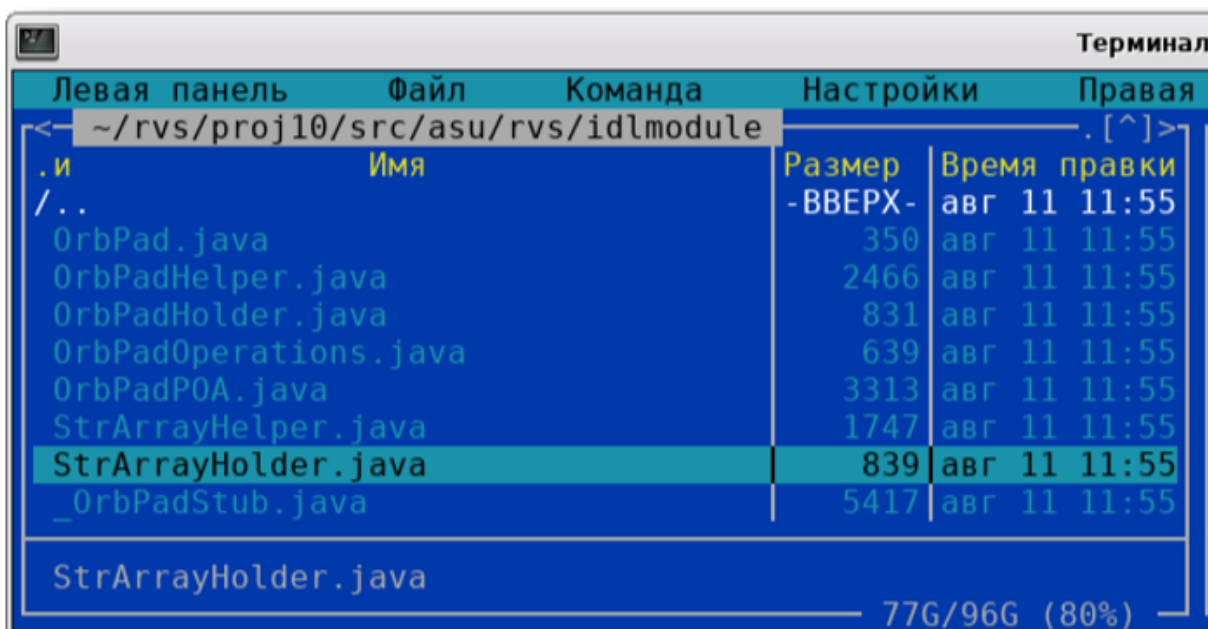 Терминал
Левая панель Файл Команда Настройки Правая
<─ ~/rvs/proj10/src/asu/rvs/idlmodule .[^]>
.и Имя Размер Время правки
/.. -ВВЕРХ- авг 11 11:55
OrbPad.java 350 авг 11 11:55
OrbPadHelper.java 2466 авг 11 11:55
OrbPadHolder.java 831 авг 11 11:55
OrbPadOperations.java 639 авг 11 11:55
OrbPadPOA.java 3313 авг 11 11:55
StrArrayHelper.java 1747 авг 11 11:55
StrArrayHolder.java 839 авг 11 11:55
_OrbPadStub.java 5417 авг 11 11:55
StrArrayHolder.java
77G/96G (80%)